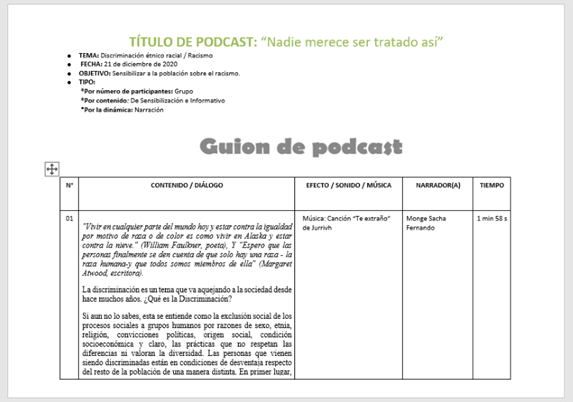 TÍTULO DE PODCAST: "Nadie merece ser tratado así"
• TEMA: Discriminación étnico racial / Racismo
• FECHA: 21 de diciembre de 2020
• OBJETIVO: Sensibilizar a la población sobre el racismo.
• TIPO:
*Por número de participantes: Grupo
*Por contenido: De Sensibilización e Informativo
*Por la dinámica: Narración
Guion de podcast
N° CONTENIDO / DIÁLOGO EFECTO / SONIDO / MÚSICA NARRADOR(A) TIEMPO
01
"Vivir en cualquier parte del mundo hoy y estar contra la igualdad
por motivo de raza o de color es como vivir en Alaska y estar
contra la nieve." (William Faulkner, poeta), Y "Espero que las
personas finalmente se den cuenta de que solo hay una raza - la
raza humana-y que todos somos miembros de ella" (Margaret
Atwood, escritora).
La discriminación es un tema que va aquejando a la sociedad desde
hace muchos años. ¿Qué es la Discriminación?
Si aun no lo sabes, esta se entiende como la exclusión social de los
procesos sociales a grupos humanos por razones de sexo, etnia,
religión, convicciones políticas, origen social, condición
socioeconómica y claro, las prácticas que no respetan las
diferencias ni valoran la diversidad. Las personas que vienen
siendo discriminadas están en condiciones de desventaja respecto
del resto de la población de una manera distinta. En primer lugar,
Música: Canción "Te extraño"
de Jurrivh
Monge Sacha
Fernando
1 min 58 s